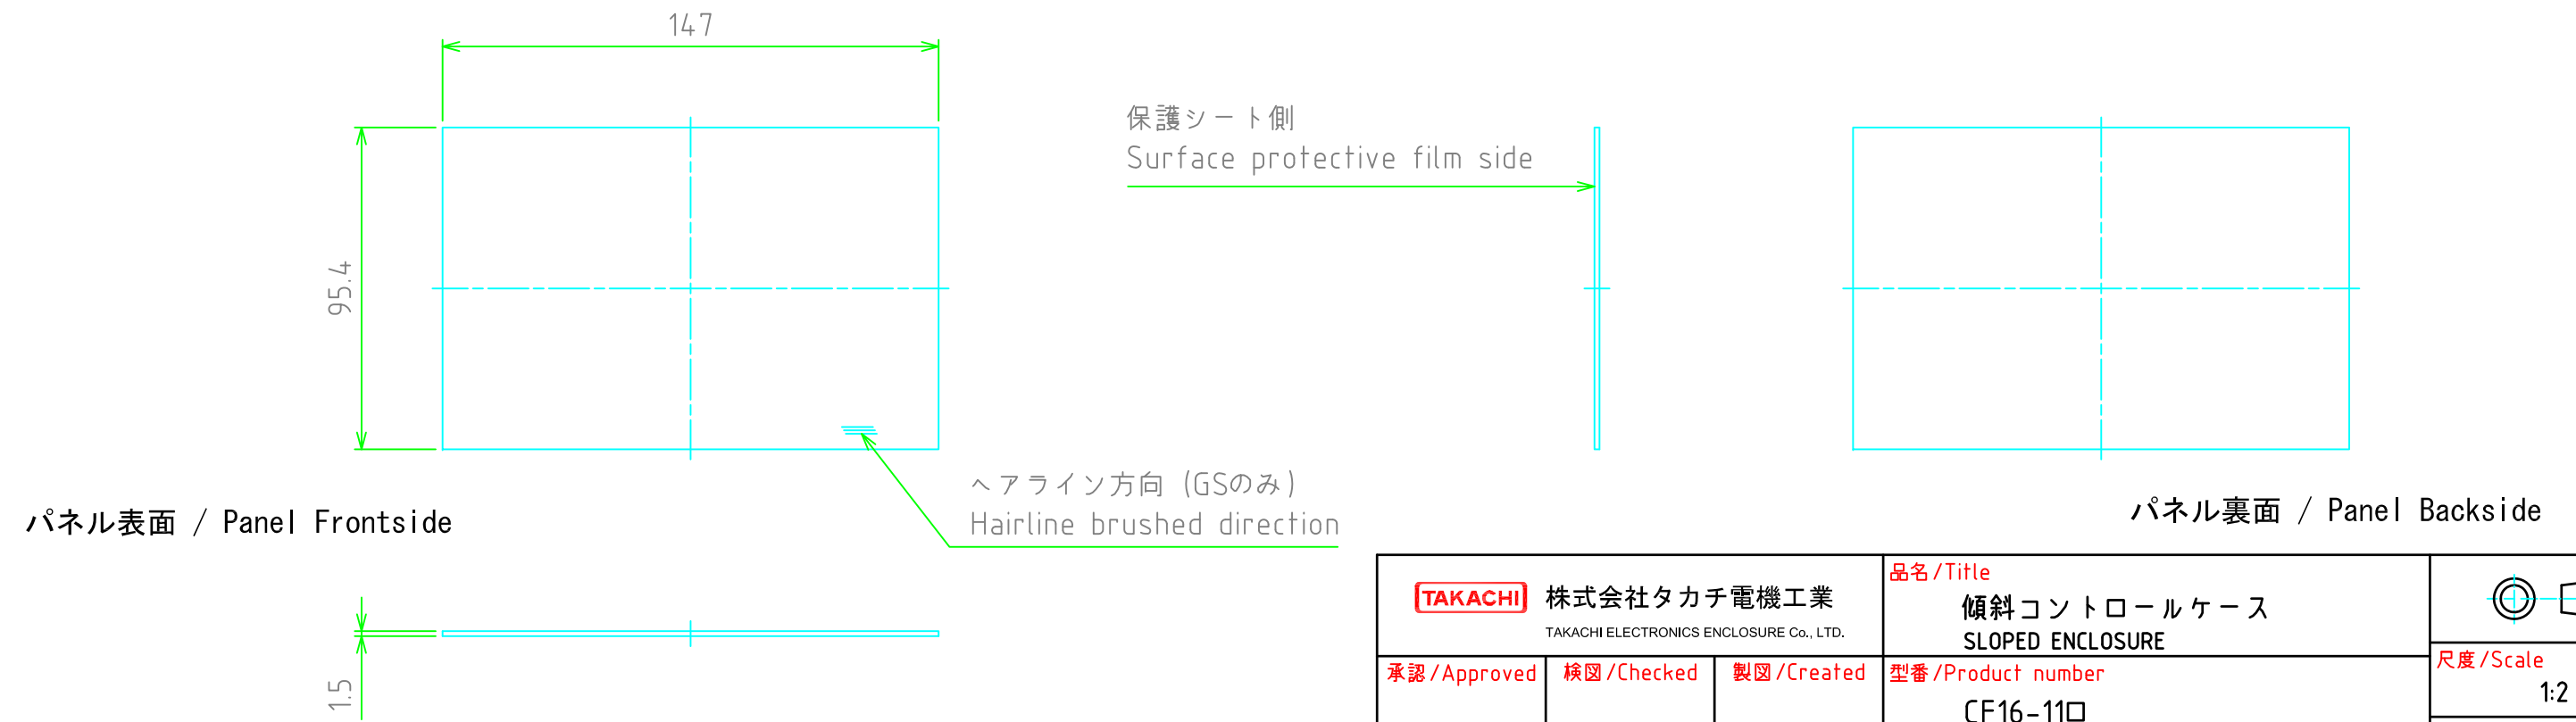 147
保護シート側
Surface protective film side
95.4
ヘアライン方向 (GSのみ)
Hairline brushed direction
パネル表面 / Panel Frontside
パネル裏面 / Panel Backside
1.5
TAKACHI 株式会社タカチ電機工業
TAKACHI ELECTRONICS ENCLOSURE Co., LTD.
品名/Title
傾斜コントロールケース
SLOPED ENCLOSURE
承認/Approved
検図/Checked
製図/Created
型番/Product number
CF16-11□
尺度/Scale
1:2